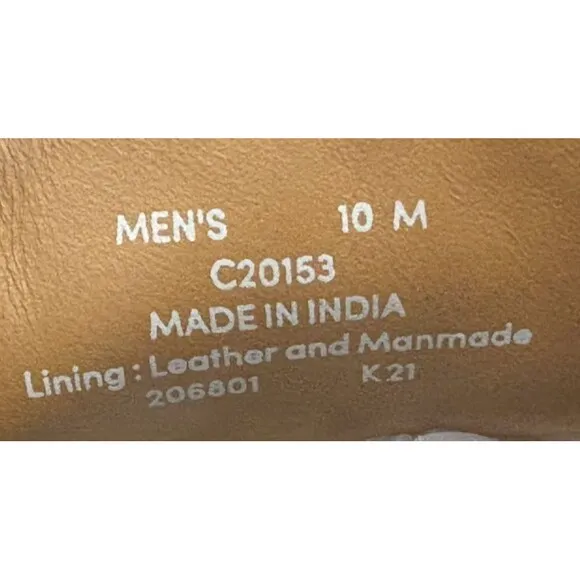 MEN'S 10 M
C20153
MADE IN INDIA
Lining : Leather and Manmade
206801 K21